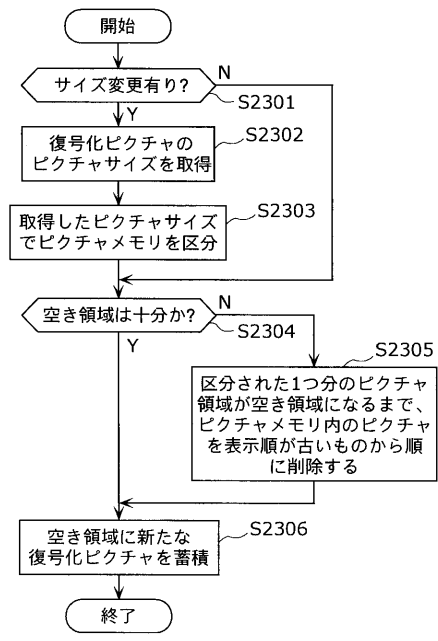 開始
サイズ変更有り?
N
S2301
Y
復号化ピクチャの
ピクチャサイズを取得
S2302
取得したピクチャサイズ
でピクチャメモリを区分
S2303
空き領域は十分か?
N
S2304
Y
S2305
区分された1つ分のピクチャ
領域が空き領域になるまで、
ピクチャメモリ内のピクチャ
を表示順が古いものから順
に削除する
空き領域に新たな
復号化ピクチャを蓄積
S2306
終了